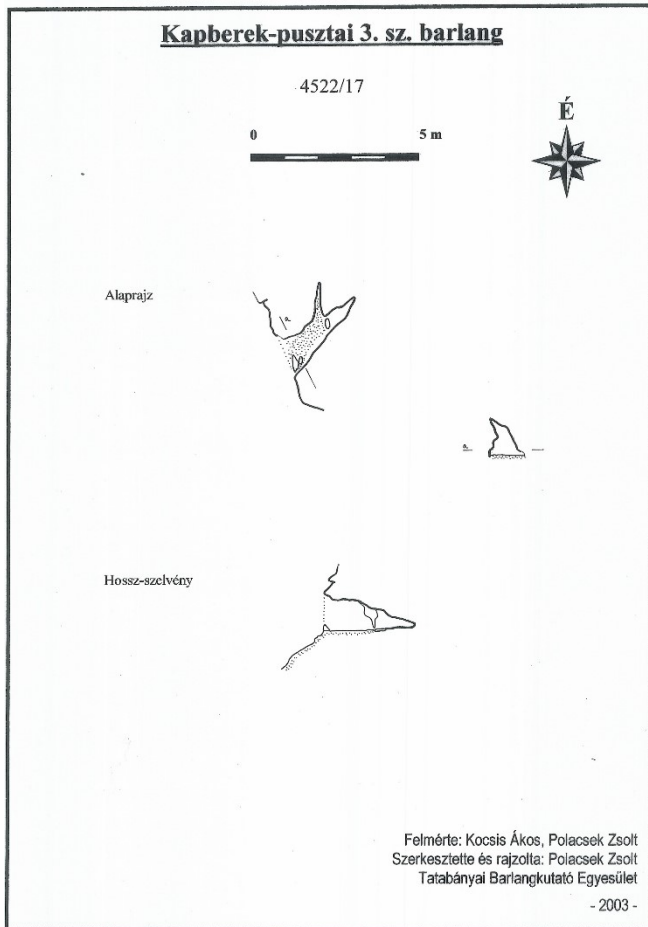 Kapberek-pusztai 3. sz. barlang
4522/17
0 5 m
É
Alaprajz
a.
a.
Hossz-szelvény
Felmérte: Kocsis Ákos, Polacsek Zsolt
Szerkesztette és rajzolta: Polacsek Zsolt
Tatabányai Barlangkutató Egyesület
- 2003 -